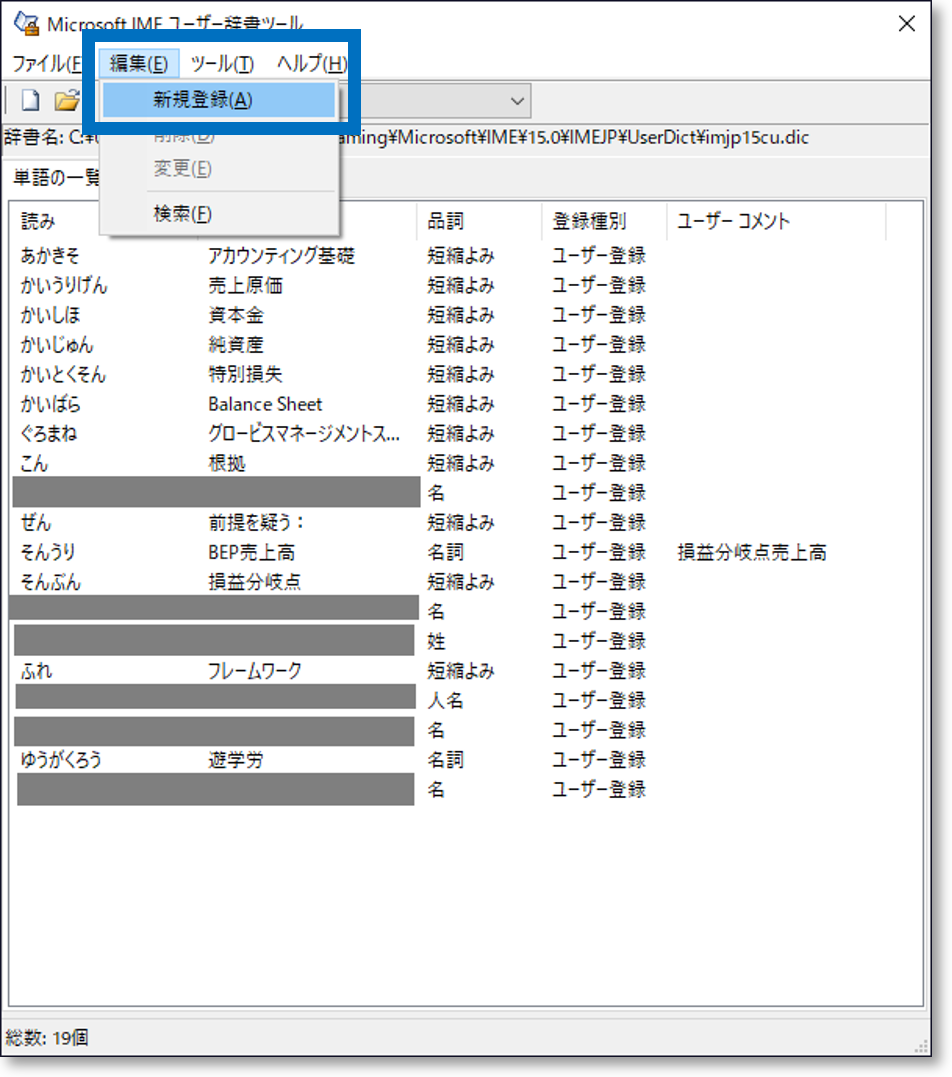 Microsoft IME ユーザー辞書ツール
ファイル(F 編集(E) ツール(T) ヘルプ(H)
新規登録(A)
削除(D)
変更(E)
検索(F)
辞書名: C:¥ aming¥Microsoft¥IME¥15.0¥IMEJP¥UserDict¥imjp15cu.dic
単語の一覧
読み 品詞 登録種別 ユーザー コメント
あかきそ アカウンティング基礎 短縮よみ ユーザー登録
かいうりげん 売上原価 短縮よみ ユーザー登録
かいしほ 資本金 短縮よみ ユーザー登録
かいじゅん 純資産 短縮よみ ユーザー登録
かいとくそん 特別損失 短縮よみ ユーザー登録
かいばら Balance Sheet 短縮よみ ユーザー登録
ぐろまね グロービスマネージメントス... 短縮よみ ユーザー登録
こん 根拠 短縮よみ ユーザー登録
名 ユーザー登録
ぜん 前提を疑う： 短縮よみ ユーザー登録
そんうり BEP売上高 名詞 ユーザー登録 損益分岐点売上高
そんぶん 損益分岐点 短縮よみ ユーザー登録
名 ユーザー登録
姓 ユーザー登録
ふれ フレームワーク 短縮よみ ユーザー登録
人名 ユーザー登録
名 ユーザー登録
ゆうがくろう 遊学労 名詞 ユーザー登録
名 ユーザー登録
総数: 19個